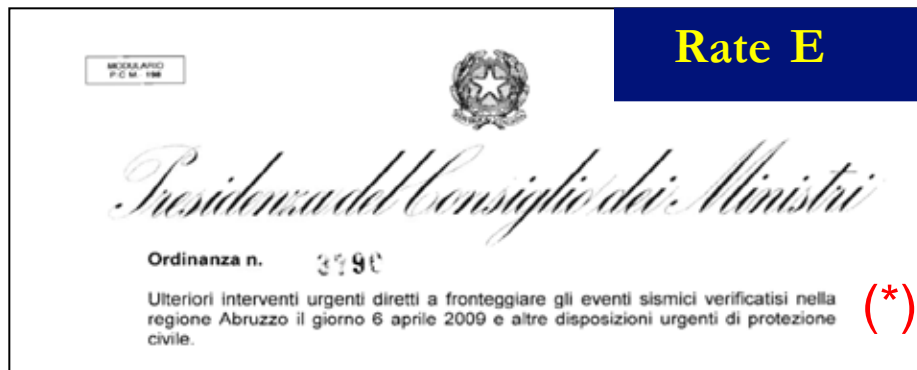 Rate E
MODULARIO
P.C.M. 198
Presidenza del Consiglio dei Ministri
Ordinanza n.
Ulteriori interventi urgenti diretti a fronteggiare gli eventi sismici verificatisi nella
regione Abruzzo il giorno 6 aprile 2009 e altre disposizioni urgenti di protezione
civile.
(*)